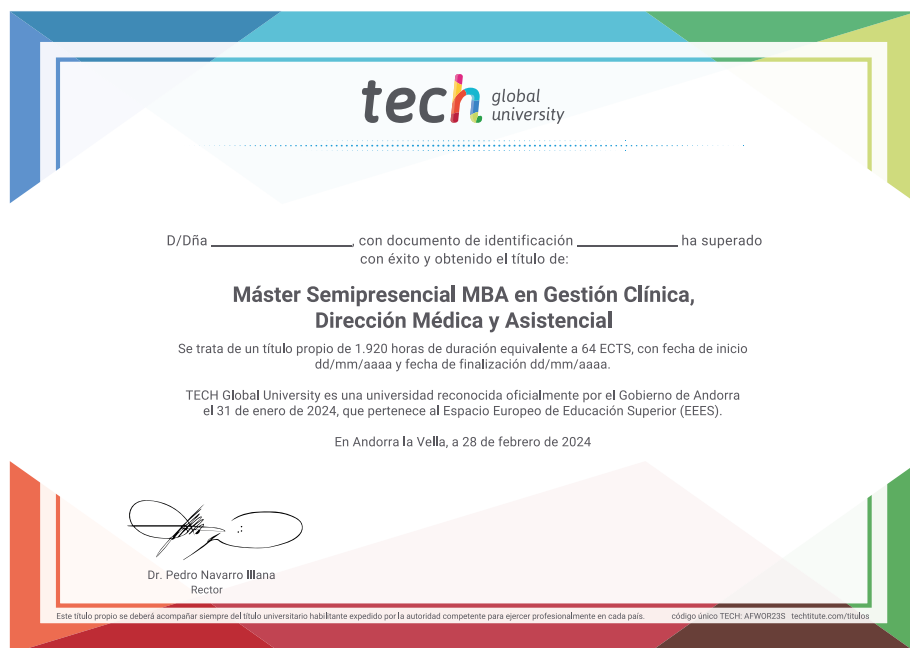 tech global
university
D/Dña ______________, con documento de identificación __________ ha superado
con éxito y obtenido el título de:
Máster Semipresencial MBA en Gestión Clínica,
Dirección Médica y Asistencial
Se trata de un título propio de 1.920 horas de duración equivalente a 64 ECTS, con fecha de inicio
dd/mm/aaaa y fecha de finalización dd/mm/aaaa.
TECH Global University es una universidad reconocida oficialmente por el Gobierno de Andorra
el 31 de enero de 2024, que pertenece al Espacio Europeo de Educación Superior (EEES).
En Andorra la Vella, a 28 de febrero de 2024
Dr. Pedro Navarro Illana
Rector
Este título propio se deberá acompañar siempre del título universitario habilitante expedido por la autoridad competente para ejercer profesionalmente en cada país. código único TECH: AFWOR23S techtitute.com/titulos